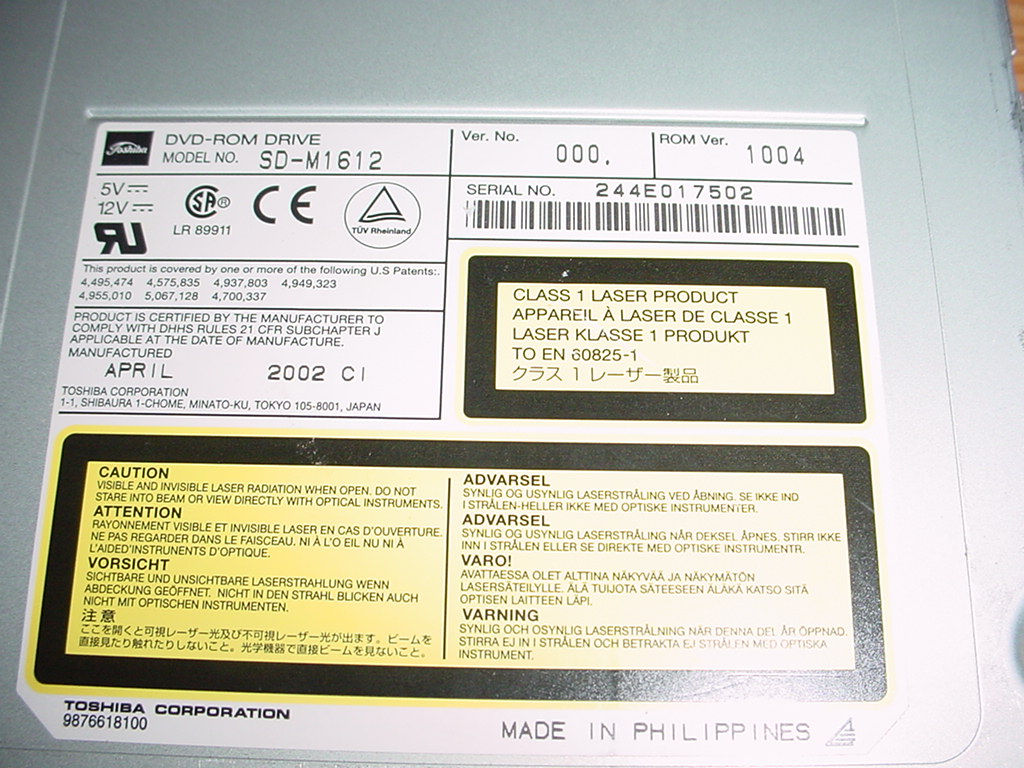 Toshiba
DVD-ROM DRIVE
MODEL NO. SD-M1612
Ver. No. 000.
ROM Ver. 1004
5V
12V
SA®
LR 89911
CE
TÜV Rheinland
RU
SERIAL NO. 244E017502
This product is covered by one or more of the following U.S Patents:.
4,495,474 4,575,835 4,937,803 4,949,323
4,955,010 5,067,128 4,700,337
PRODUCT IS CERTIFIED BY THE MANUFACTURER TO
COMPLY WITH DHHS RULES 21 CFR SUBCHAPTER J
APPLICABLE AT THE DATE OF MANUFACTURE.
MANUFACTURED
APRIL 2002 CI
TOSHIBA CORPORATION
1-1, SHIBAURA 1-CHOME, MINATO-KU, TOKYO 105-8001, JAPAN
CLASS 1 LASER PRODUCT
APPAREIL À LASER DE CLASSE 1
LASER KLASSE 1 PRODUKT
TO EN 60825-1
クラス 1 レーザー製品
CAUTION
VISIBLE AND INVISIBLE LASER RADIATION WHEN OPEN. DO NOT
STARE INTO BEAM OR VIEW DIRECTLY WITH OPTICAL INSTRUMENTS.
ATTENTION
RAYONNEMENT VISIBLE ET INVISIBLE LASER EN CAS D'OUVERTURE.
NE PAS REGARDER DANS LE FAISCEAU. NI À L'O EIL NU NI À
L'AIDED'INSTRUNENTS D'OPTIQUE.
VORSICHT
SICHTBARE UND UNSICHTBARE LASERSTRAHLUNG WENN
ABDECKUNG GEÖFFNET. NICHT IN DEN STRAHL BLICKEN AUCH
NICHT MIT OPTISCHEN INSTRUMENTEN.
注意
ここを開くと可視レーザー光及び不可視レーザー光が出ます。ビームを
直接見たり触れたりしないこと。光学機器で直接ビームを見ないこと。
ADVARSEL
SYNLIG OG USYNLIG LASERSTRÅLING VED ÅBNING. SE IKKE IND
I STRÅLEN-HELLER IKKE MED OPTISKE INSTRUMENTER.
ADVARSEL
SYNLIG OG USYNLIG LASERSTRÅLING NÅR DEKSEL ÅPNES. STIRR IKKE
INN I STRÅLEN ELLER SE DIREKTE MED OPTISKE INSTRUMENTR.
VARO!
AVATTAESSA OLET ALTTINA NÄKYVÄÄ JA NÄKYMÄTÖN
LASERSÄTEILYLLE. ÄLÄ TUIJOTA SÄTEESEEN ÄLÄKÄ KATSO SITÄ
OPTISEN LAITTEEN LÄPI.
VARNING
SYNLIG OCH OSYNLIG LASERSTRÅLNING NÄR DENNA DEL ÄR ÖPPNAD.
STIRRA EJ IN I STRÅLEN OCH BETRAKTA EJ STRÅLEN MED OPTISKA
INSTRUMENT.
TOSHIBA CORPORATION
9876618100
MADE IN PHILIPPINES